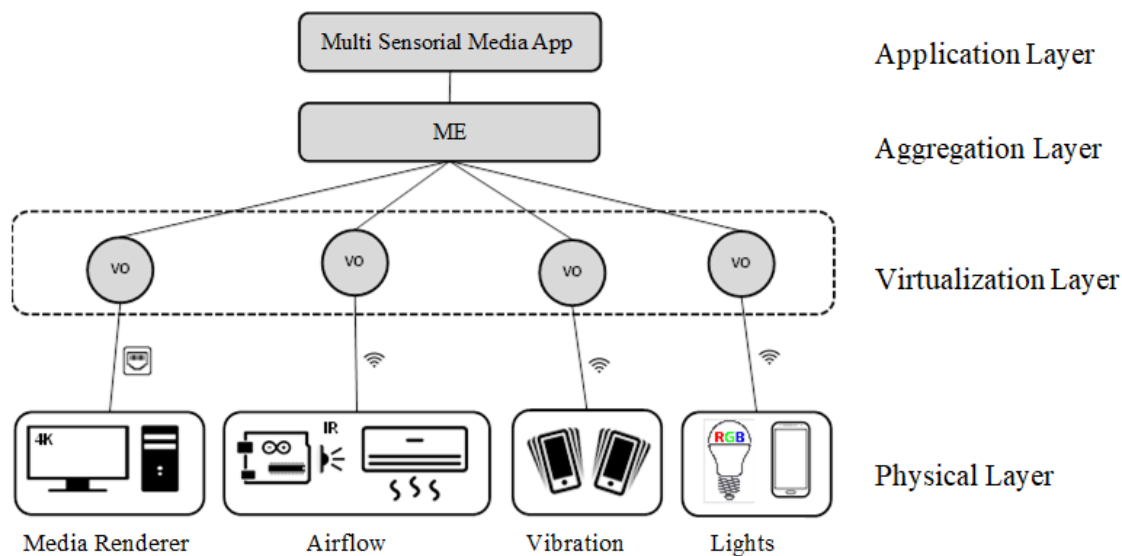 Multi Sensorial Media App
Application Layer
ME
Aggregation Layer
VO
VO
VO
VO
Virtualization Layer
4K
IR
RGB
Physical Layer
Media Renderer
Airflow
Vibration
Lights